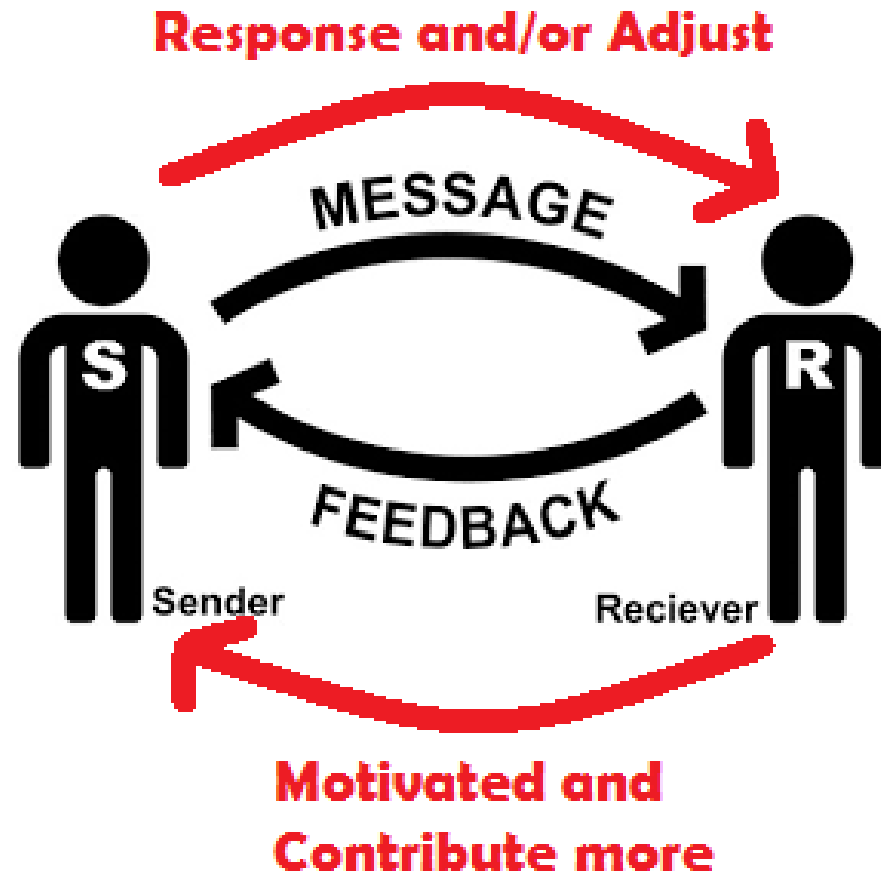 Response and/or Adjust
MESSAGE
S
R
FEEDBACK
Sender
Reciever
Motivated and
Contribute more